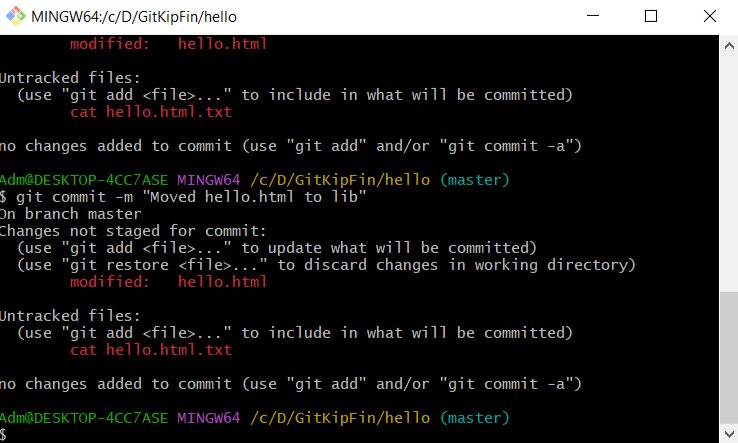 MINGW64:/c/D/GitKipFin/hello
modified:   hello.html
Untracked files:
(use "git add <file>..." to include in what will be committed)
cat hello.html.txt
no changes added to commit (use "git add" and/or "git commit -a")
Adm@DESKTOP-4CC7ASE MINGW64 /c/D/GitKipFin/hello (master)
$ git commit -m "Moved hello.html to lib"
On branch master
Changes not staged for commit:
(use "git add <file>..." to update what will be committed)
(use "git restore <file>..." to discard changes in working directory)
modified:   hello.html
Untracked files:
(use "git add <file>..." to include in what will be committed)
cat hello.html.txt
no changes added to commit (use "git add" and/or "git commit -a")
Adm@DESKTOP-4CC7ASE MINGW64 /c/D/GitKipFin/hello (master)
$